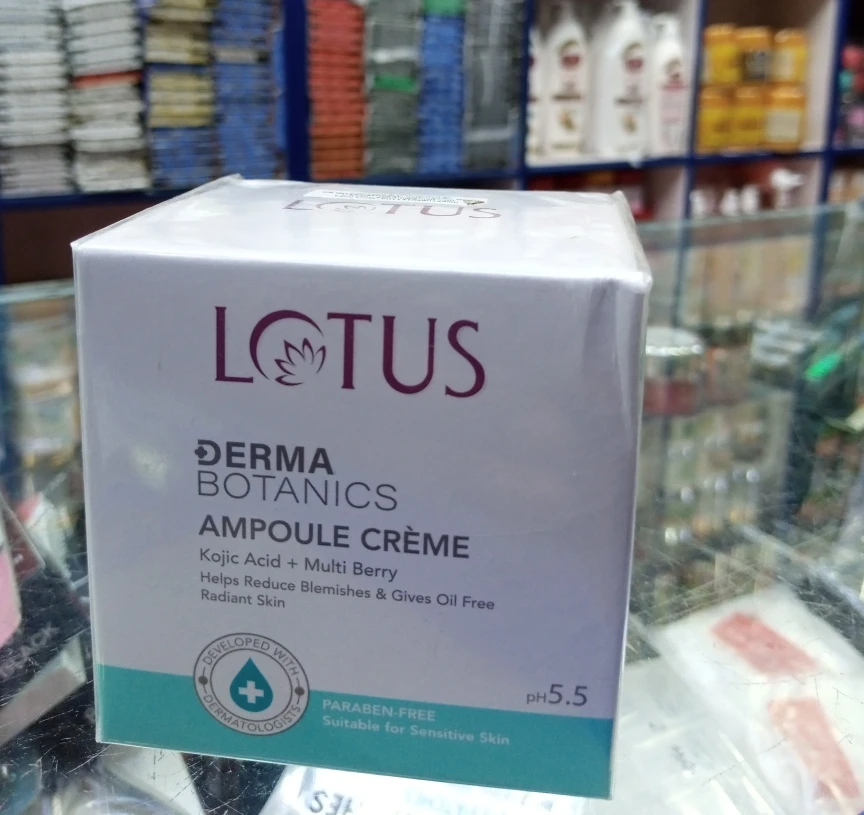 LOTUS
LOTUS
DERMA
BOTANICS
AMPOULE CRÈME
Kojic Acid + Multi Berry
Helps Reduce Blemishes & Gives Oil Free
Radiant Skin
DEVELOPED WITH
DERMATOLOGISTS
pH5.5
PARABEN-FREE
Suitable for Sensitive Skin